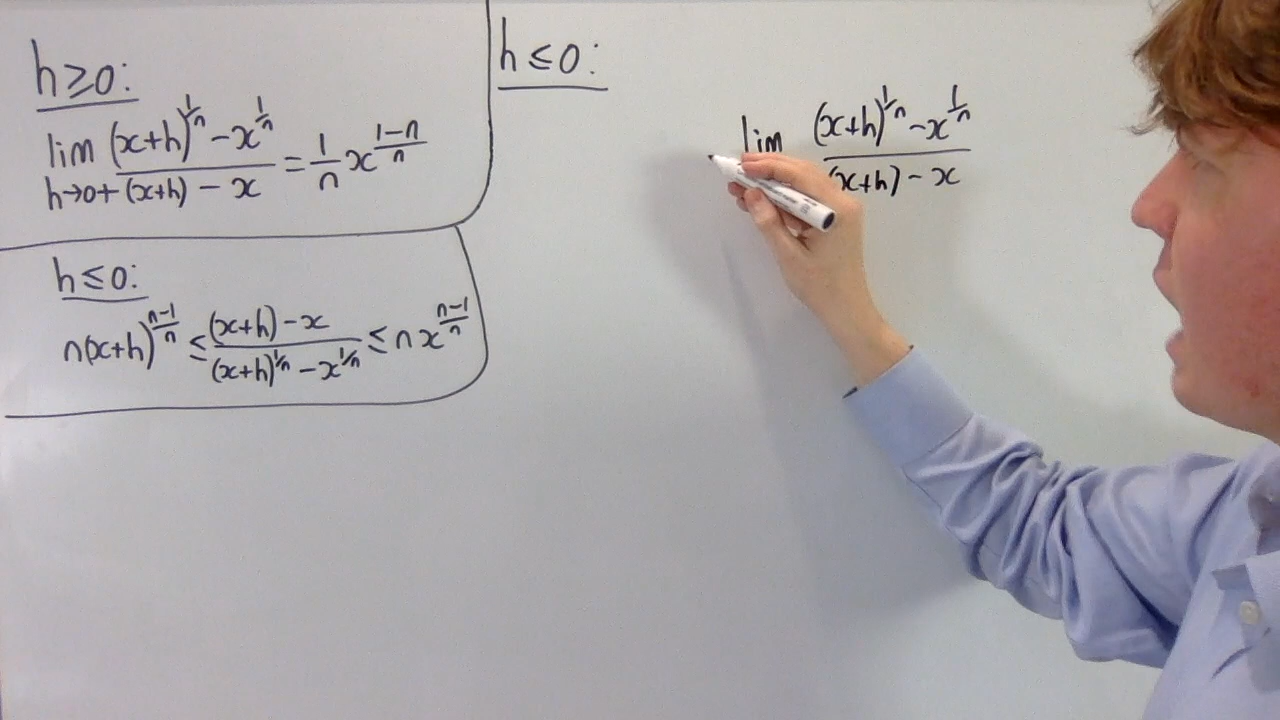 h ≥ 0:
lim h→0+ ((x+h)^(1/n) - x^(1/n)) / ((x+h) - x) = (1/n) x^((1-n)/n)
h ≤ 0:
n(x+h)^((n-1)/n) ≤ ((x+h) - x) / ((x+h)^(1/n) - x^(1/n)) ≤ n x^((n-1)/n)
h ≤ 0:
lim ((x+h)^(1/n) - x^(1/n)) / ((x+h) - x)